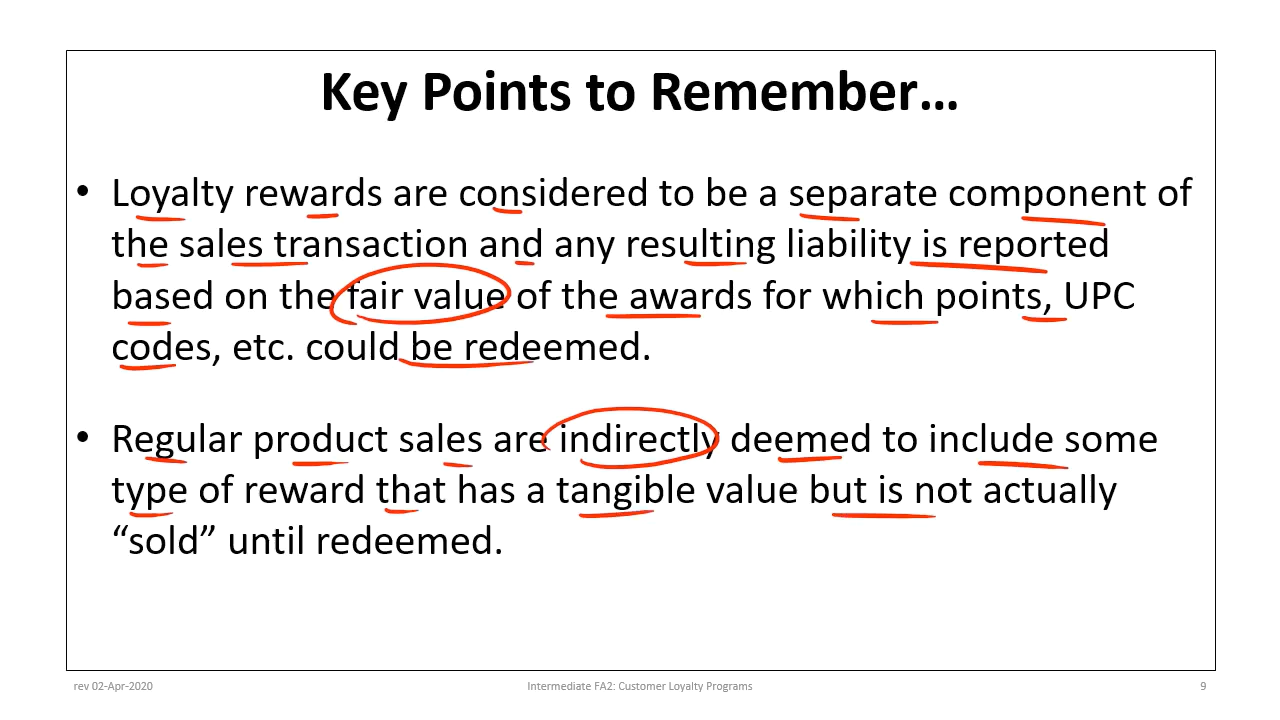 Key Points to Remember...
• Loyalty rewards are considered to be a separate component of
the sales transaction and any resulting liability is reported
based on the fair value of the awards for which points, UPC
codes, etc. could be redeemed.
• Regular product sales are indirectly deemed to include some
type of reward that has a tangible value but is not actually
“sold” until redeemed.
rev 02-Apr-2020
Intermediate FA2: Customer Loyalty Programs
9